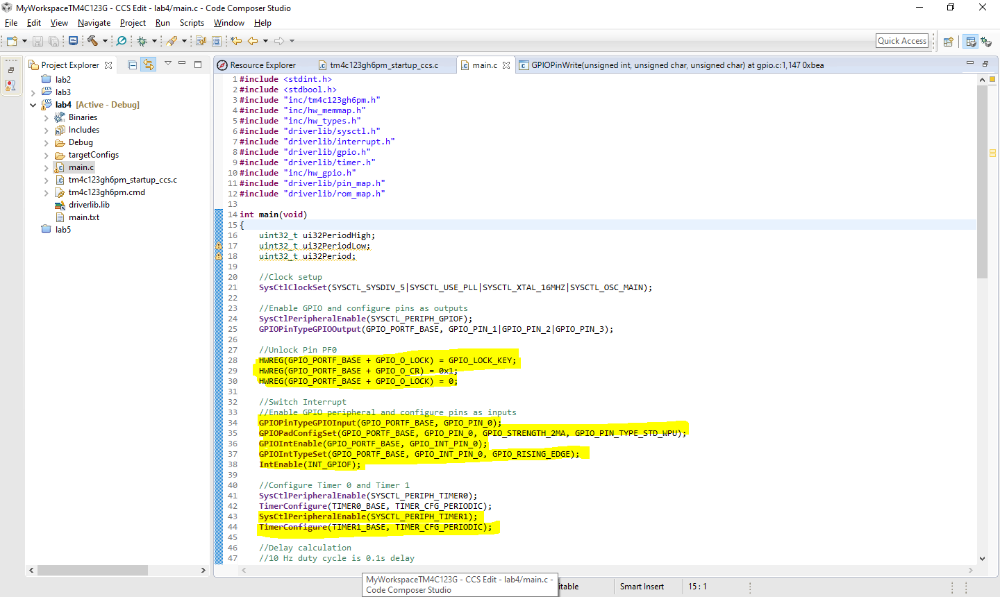 MyWorkspaceTM4C123G - CCS Edit - lab4/main.c - Code Composer Studio
File Edit View Navigate Project Run Scripts Window Help
Quick Access
Project Explorer
lab2
lab3
lab4 [Active - Debug]
Binaries
Includes
Debug
targetConfigs
main.c
tm4c123gh6pm_startup_ccs.c
tm4c123gh6pm.cmd
driverlib.lib
main.txt
lab5
Resource Explorer
tm4c123gh6pm_startup_ccs.c
main.c
GPIOPinWrite(unsigned int, unsigned char, unsigned char) at gpio.c:1,147 0xbea
1 #include <stdint.h>
2 #include <stdbool.h>
3 #include "inc/tm4c123gh6pm.h"
4 #include "inc/hw_memmap.h"
5 #include "inc/hw_types.h"
6 #include "driverlib/sysctl.h"
7 #include "driverlib/interrupt.h"
8 #include "driverlib/gpio.h"
9 #include "driverlib/timer.h"
10 #include "inc/hw_gpio.h"
11 #include "driverlib/pin_map.h"
12 #include "driverlib/rom_map.h"
13
14 int main(void)
15 {
16 uint32_t ui32PeriodHigh;
17 uint32_t ui32PeriodLow;
18 uint32_t ui32Period;
19
20 //Clock setup
21 SysCtlClockSet(SYSCTL_SYSDIV_5|SYSCTL_USE_PLL|SYSCTL_XTAL_16MHZ|SYSCTL_OSC_MAIN);
22
23 //Enable GPIO and configure pins as outputs
24 SysCtlPeripheralEnable(SYSCTL_PERIPH_GPIOF);
25 GPIOPinTypeGPIOOutput(GPIO_PORTF_BASE, GPIO_PIN_1|GPIO_PIN_2|GPIO_PIN_3);
26
27 //Unlock Pin PF0
28 HWREG(GPIO_PORTF_BASE + GPIO_O_LOCK) = GPIO_LOCK_KEY;
29 HWREG(GPIO_PORTF_BASE + GPIO_O_CR) = 0x1;
30 HWREG(GPIO_PORTF_BASE + GPIO_O_LOCK) = 0;
31
32 //Switch Interrupt
33 //Enable GPIO peripheral and configure pins as inputs
34 GPIOPinTypeGPIOInput(GPIO_PORTF_BASE, GPIO_PIN_0);
35 GPIOPadConfigSet(GPIO_PORTF_BASE, GPIO_PIN_0, GPIO_STRENGTH_2MA, GPIO_PIN_TYPE_STD_WPU);
36 GPIOIntEnable(GPIO_PORTF_BASE, GPIO_INT_PIN_0);
37 GPIOIntTypeSet(GPIO_PORTF_BASE, GPIO_INT_PIN_0, GPIO_RISING_EDGE);
38 IntEnable(INT_GPIOF);
39
40 //Configure Timer 0 and Timer 1
41 SysCtlPeripheralEnable(SYSCTL_PERIPH_TIMER0);
42 TimerConfigure(TIMER0_BASE, TIMER_CFG_PERIODIC);
43 SysCtlPeripheralEnable(SYSCTL_PERIPH_TIMER1);
44 TimerConfigure(TIMER1_BASE, TIMER_CFG_PERIODIC);
45
46 //Delay calculation
47 //10 Hz duty cycle is 0.1s delay
MyWorkspaceTM4C123G - CCS Edit - lab4/main.c -
Code Composer Studio
itable
Smart Insert
15 : 1